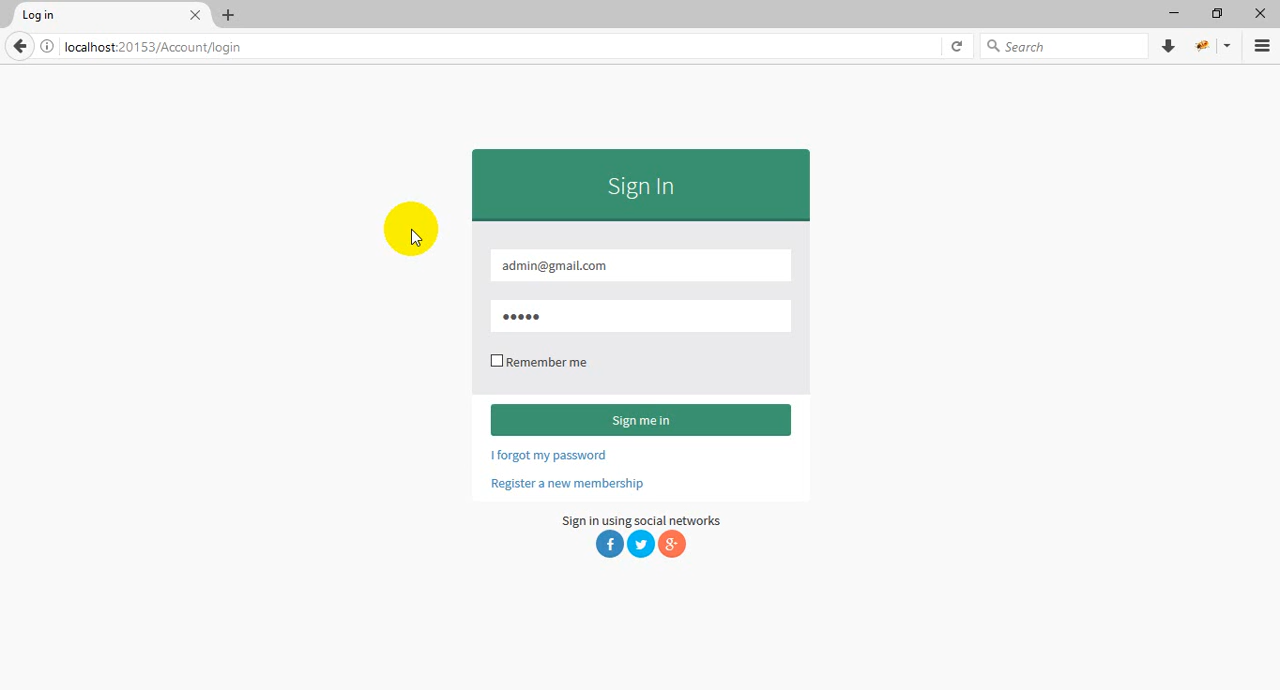 Log in
localhost:20153/Account/login
Search
Sign In
admin@gmail.com
•••••
Remember me
Sign me in
I forgot my password
Register a new membership
Sign in using social networks